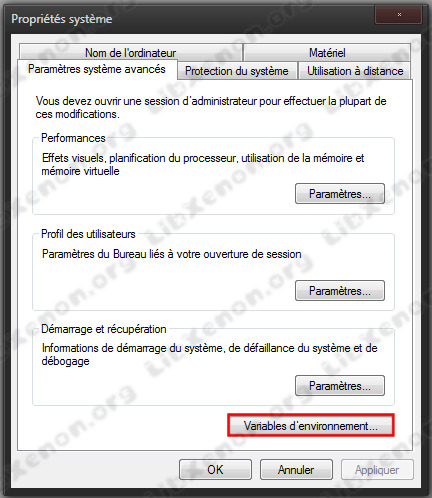 Propriétés système
Nom de l'ordinateur
Matériel
Paramètres système avancés
Protection du système
Utilisation à distance
Vous devez ouvrir une session d'administrateur pour effectuer la plupart de
ces modifications.
Performances
Effets visuels, planification du processeur, utilisation de la mémoire et
mémoire virtuelle
Paramètres...
Profil des utilisateurs
Paramètres du Bureau liés à votre ouverture de session
Paramètres...
Démarrage et récupération
Informations de démarrage du système, de défaillance du système et de
débogage
Paramètres...
Variables d'environnement...
OK
Annuler
Appliquer
LibXenon.org